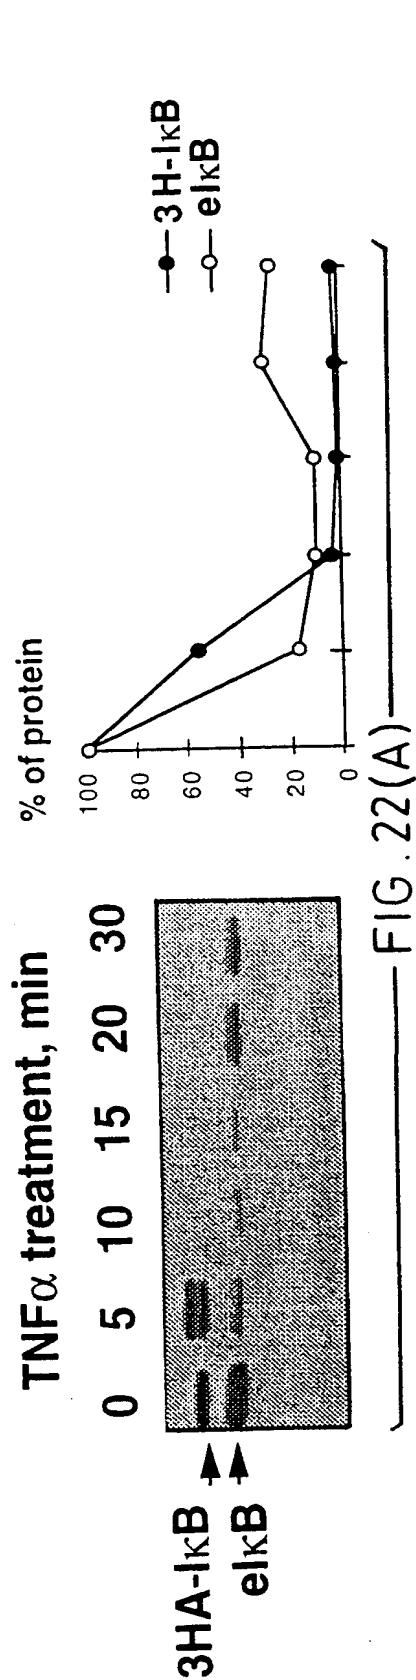 TNFα treatment, min
0 5 10 15 20 30
3HA-IκB
eIκB
% of protein
100
80
60
40
20
0
3H-IκB
eIκB
FIG. 22(A)